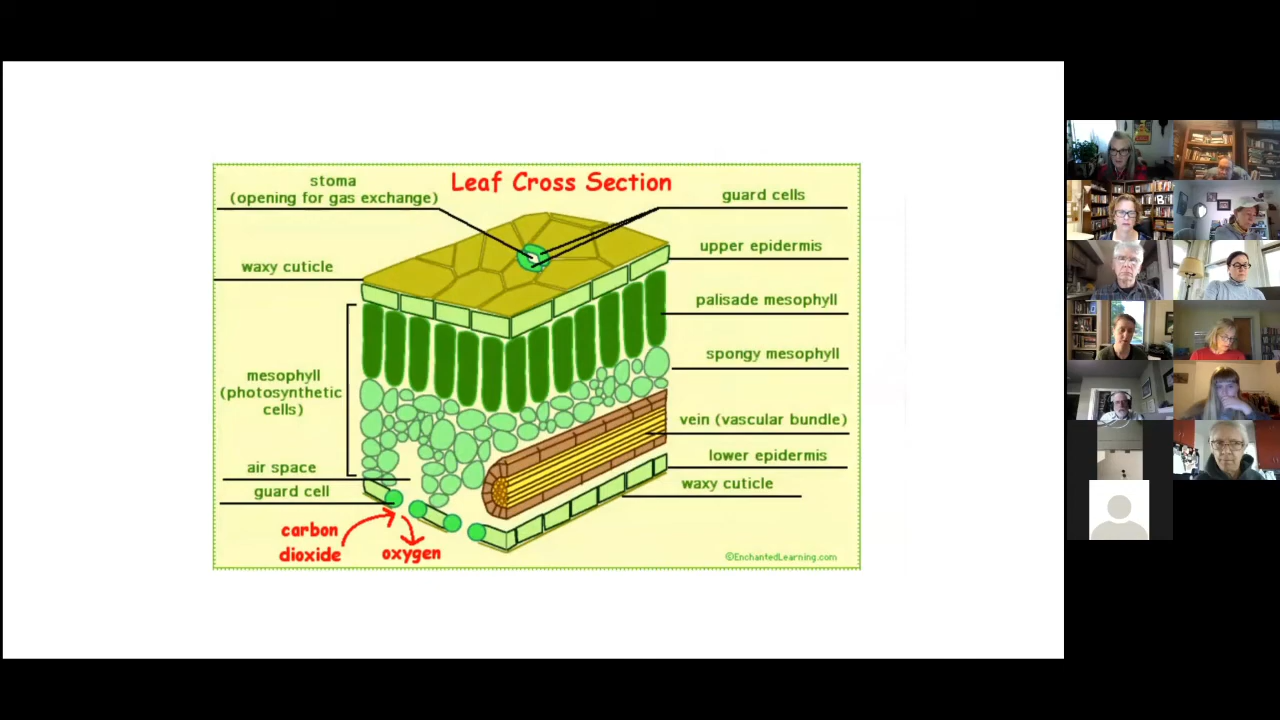 Leaf Cross Section
stoma
(opening for gas exchange)
waxy cuticle
mesophyll
(photosynthetic
cells)
air space
guard cell
carbon
dioxide
oxygen
guard cells
upper epidermis
palisade mesophyll
spongy mesophyll
vein (vascular bundle)
lower epidermis
waxy cuticle
©EnchantedLearning.com